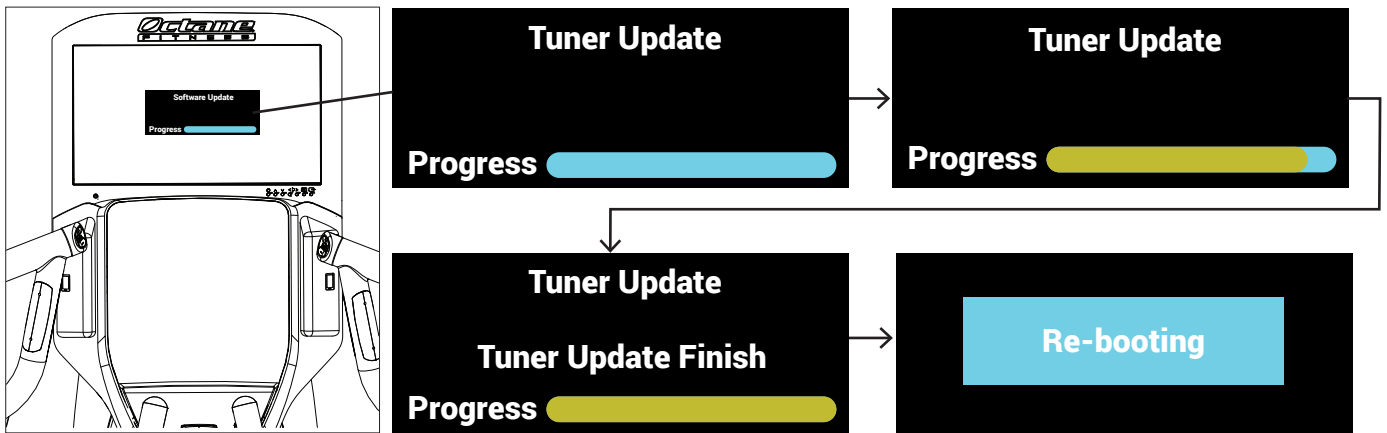 Octane
FITNESS
Software Update
Progress
Tuner Update
Progress
Tuner Update
Progress
Tuner Update
Tuner Update Finish
Progress
Re-booting